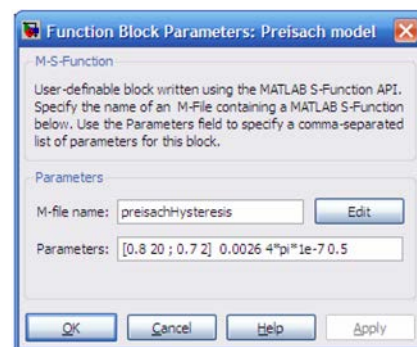 Function Block Parameters: Preisach model
M-S-Function
User-definable block written using the MATLAB S-Function API.
Specify the name of an M-File containing a MATLAB S-Function
below. Use the Parameters field to specify a comma-separated
list of parameters for this block.
Parameters
M-file name: preisachHysteresis Edit
Parameters: [0.8 20 ; 0.7 2] 0.0026 4*pi*1e-7 0.5
OK Cancel Help Apply